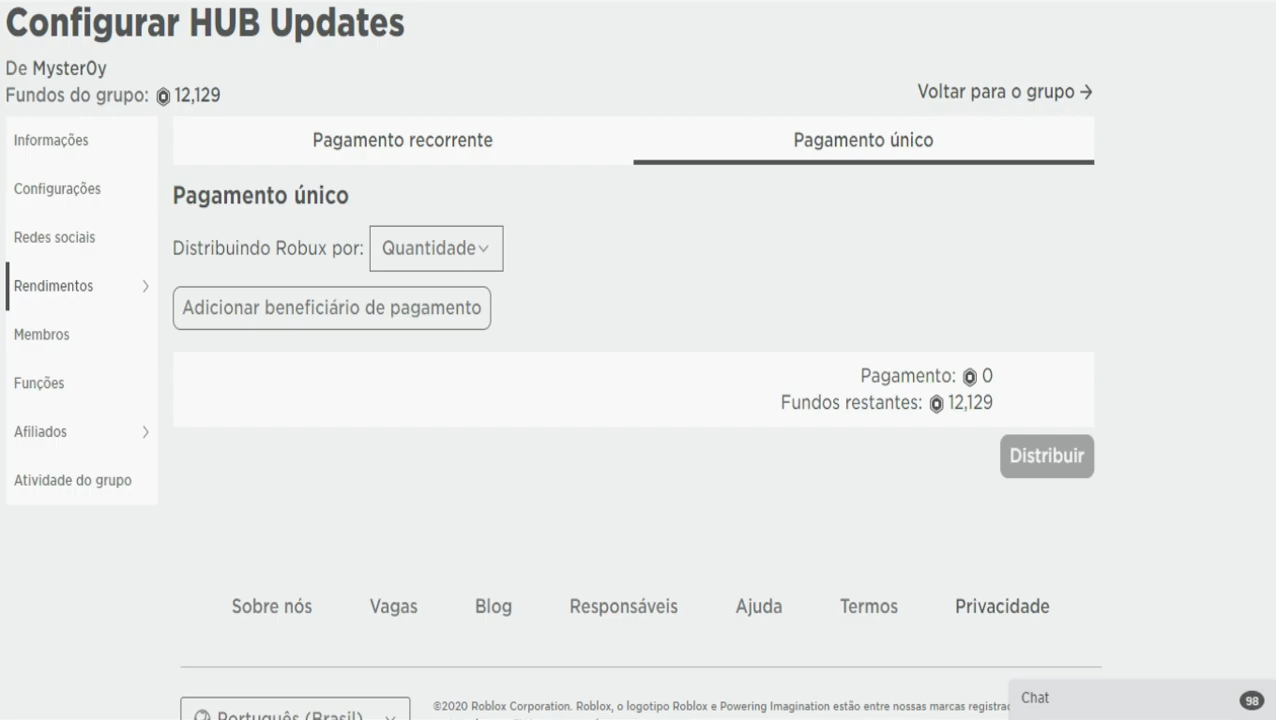 Configurar HUB Updates
De Myster0y
Fundos do grupo: 12,129
Voltar para o grupo →
Informações
Configurações
Redes sociais
Rendimentos
Membros
Funções
Afiliados
Atividade do grupo
Pagamento recorrente
Pagamento único
Pagamento único
Distribuindo Robux por: Quantidade
Adicionar beneficiário de pagamento
Pagamento: 0
Fundos restantes: 12,129
Distribuir
Sobre nós Vagas Blog Responsáveis Ajuda Termos Privacidade
Português (Brasil)
©2020 Roblox Corporation. Roblox, o logotipo Roblox e Powering Imagination estão entre nossas marcas registrad
Chat 98